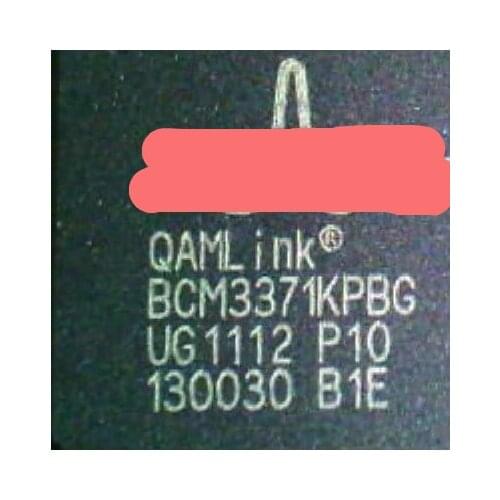 QAMLink®
BCM3371KPBG
UG1112 P10
130030 B1E